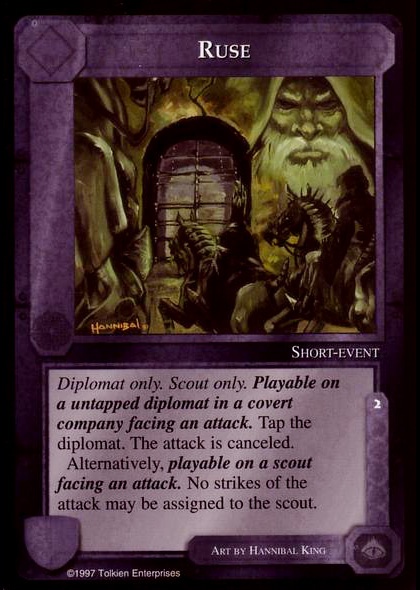 RUSE
HANNIBAL
SHORT-EVENT
Diplomat only. Scout only. Playable on
a untapped diplomat in a covert
company facing an attack. Tap the
diplomat. The attack is canceled.
Alternatively, playable on a scout
facing an attack. No strikes of the
attack may be assigned to the scout.
2
ART BY HANNIBAL KING
©1997 Tolkien Enterprises